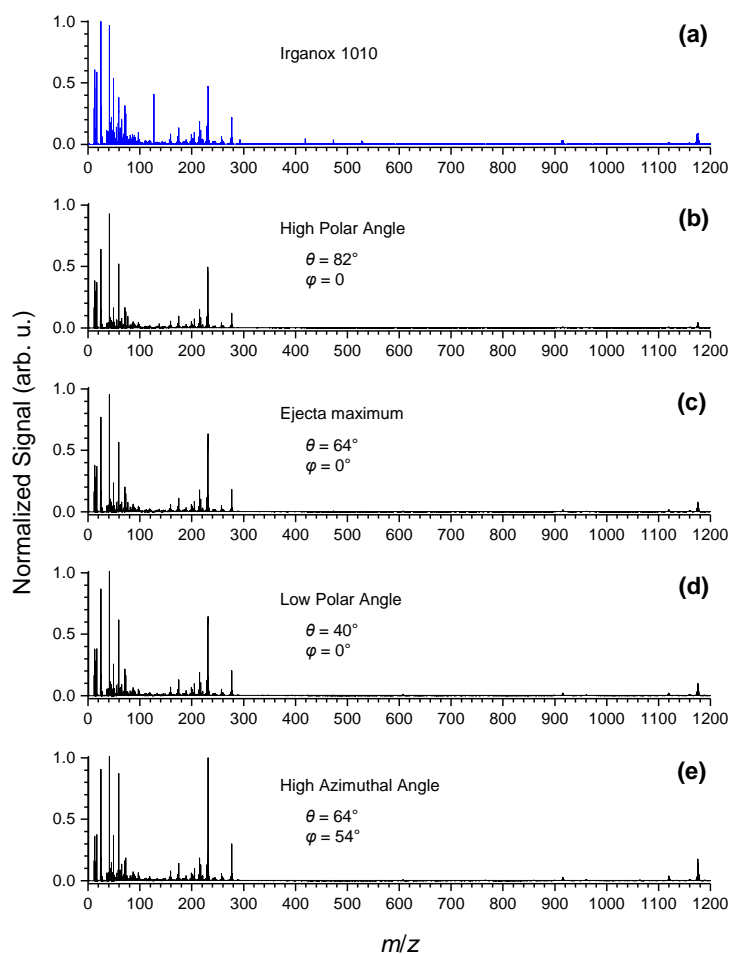 (a)
Irganox 1010
1.0
0.5
0.0
0 100 200 300 400 500 600 700 800 900 1000 1100 1200
(b)
High Polar Angle
θ = 82°
φ = 0
1.0
0.5
0.0
0 100 200 300 400 500 600 700 800 900 1000 1100 1200
(c)
Ejecta maximum
θ = 64°
φ = 0°
1.0
0.5
0.0
0 100 200 300 400 500 600 700 800 900 1000 1100 1200
(d)
Low Polar Angle
θ = 40°
φ = 0°
1.0
0.5
0.0
0 100 200 300 400 500 600 700 800 900 1000 1100 1200
(e)
High Azimuthal Angle
θ = 64°
φ = 54°
1.0
0.5
0.0
0 100 200 300 400 500 600 700 800 900 1000 1100 1200
Normalized Signal (arb. u.)
m/z